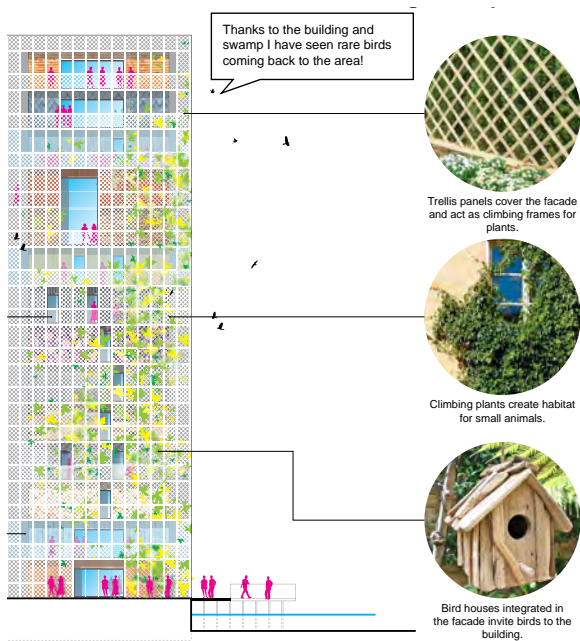 Thanks to the building and
swamp I have seen rare birds
coming back to the area!
Trellis panels cover the facade
and act as climbing frames for
plants.
Climbing plants create habitat
for small animals.
Bird houses integrated in
the facade invite birds to the
building.